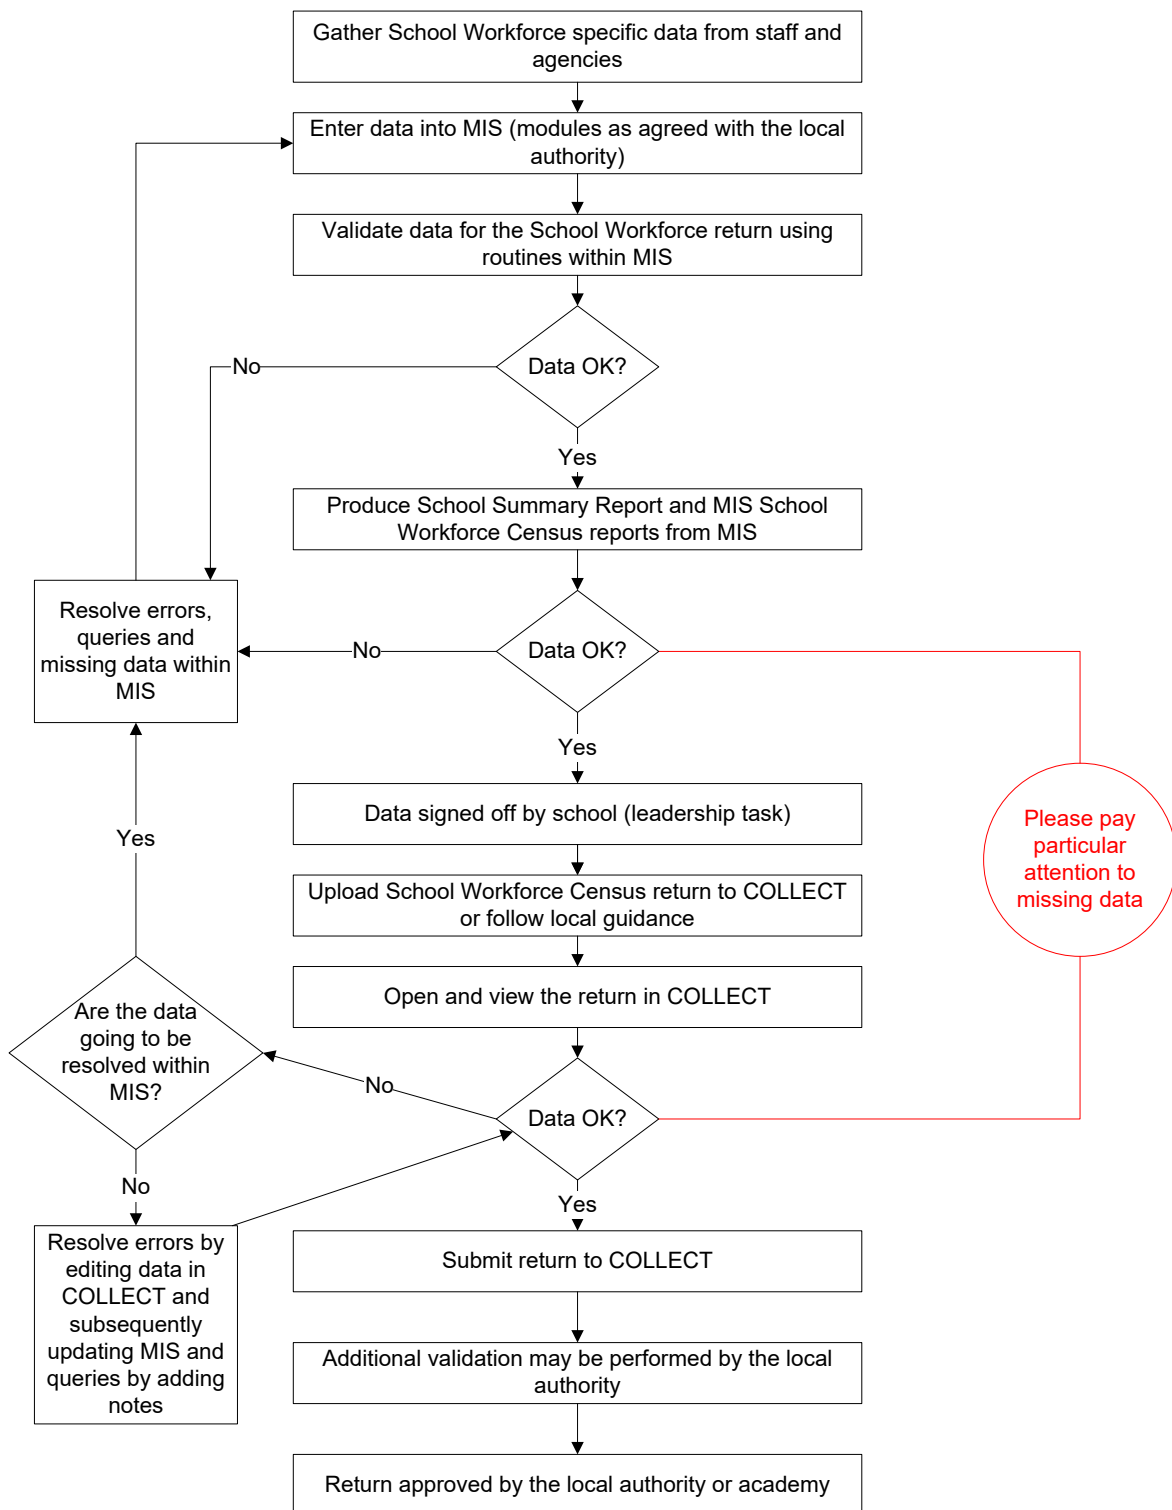 Gather School Workforce specific data from staff and
agencies
Enter data into MIS (modules as agreed with the local
authority)
Validate data for the School Workforce return using
routines within MIS
Data OK?
No
Yes
Produce School Summary Report and MIS School
Workforce Census reports from MIS
Resolve errors,
queries and
missing data within
MIS
No
Data OK?
Yes
Data signed off by school (leadership task)
Please pay
particular
attention to
missing data
Yes
Upload School Workforce Census return to COLLECT
or follow local guidance
Open and view the return in COLLECT
Are the data
going to be
resolved within
MIS?
No
Data OK?
No
Yes
Resolve errors by
editing data in
COLLECT and
subsequently
updating MIS and
queries by adding
notes
Submit return to COLLECT
Additional validation may be performed by the local
authority
Return approved by the local authority or academy